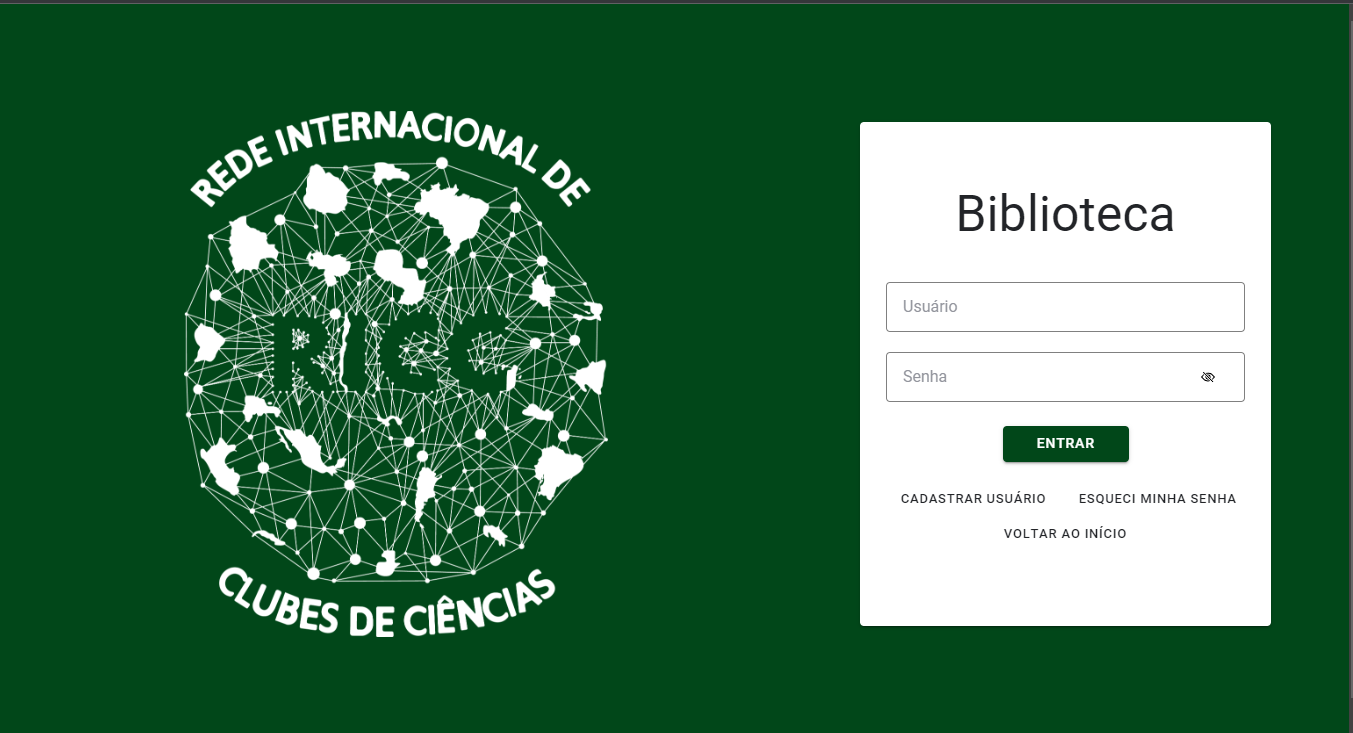 REDE INTERNACIONAL DE
RICC
CLUBES DE CIÊNCIAS
Biblioteca
Usuário
Senha
ENTRAR
CADASTRAR USUÁRIO ESQUECI MINHA SENHA
VOLTAR AO INÍCIO